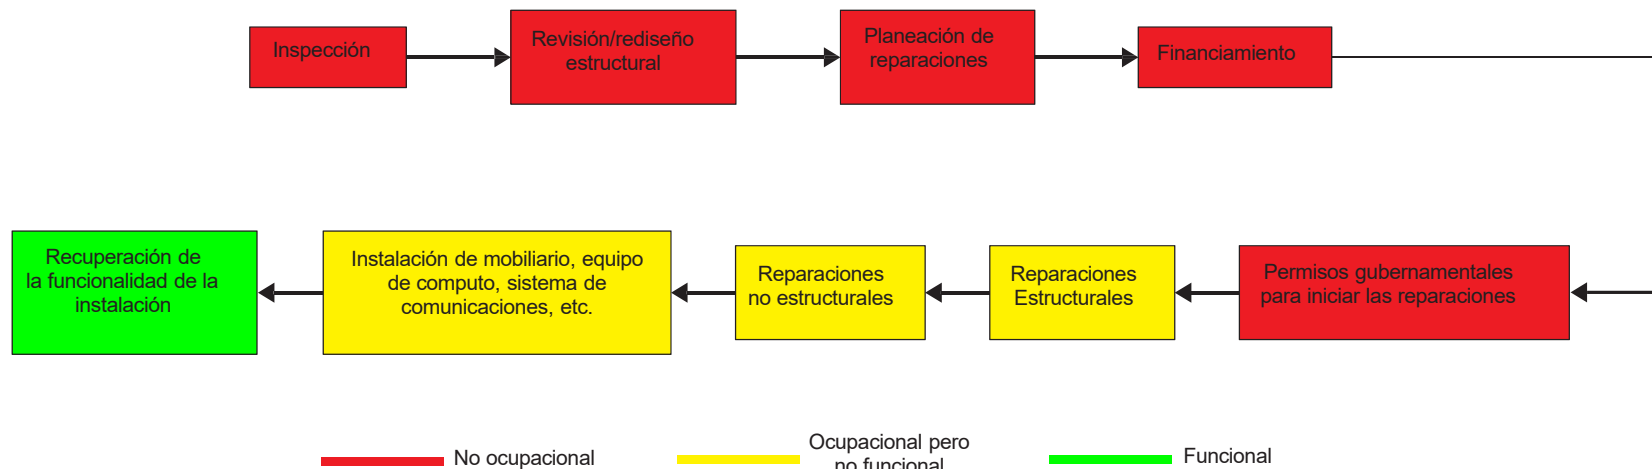 Inspección
Revisión/rediseño
estructural
Planeación de
reparaciones
Financiamiento
Recuperación de
la funcionalidad de la
instalación
Instalación de mobiliario, equipo
de computo, sistema de
comunicaciones, etc.
Reparaciones
no estructurales
Reparaciones
Estructurales
Permisos gubernamentales
para iniciar las reparaciones
No ocupacional
Ocupacional pero
no funcional
Funcional